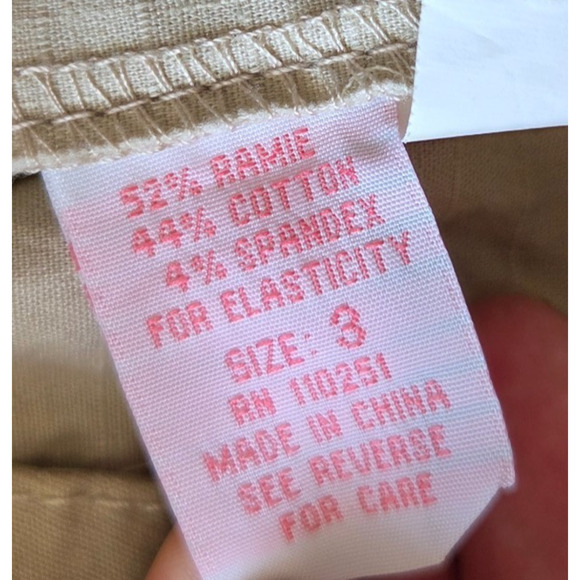 52% RAMIE
44% COTTON
4% SPANDEX
FOR ELASTICITY
SIZE: 3
RN 110251
MADE IN CHINA
SEE REVERSE
FOR CARE